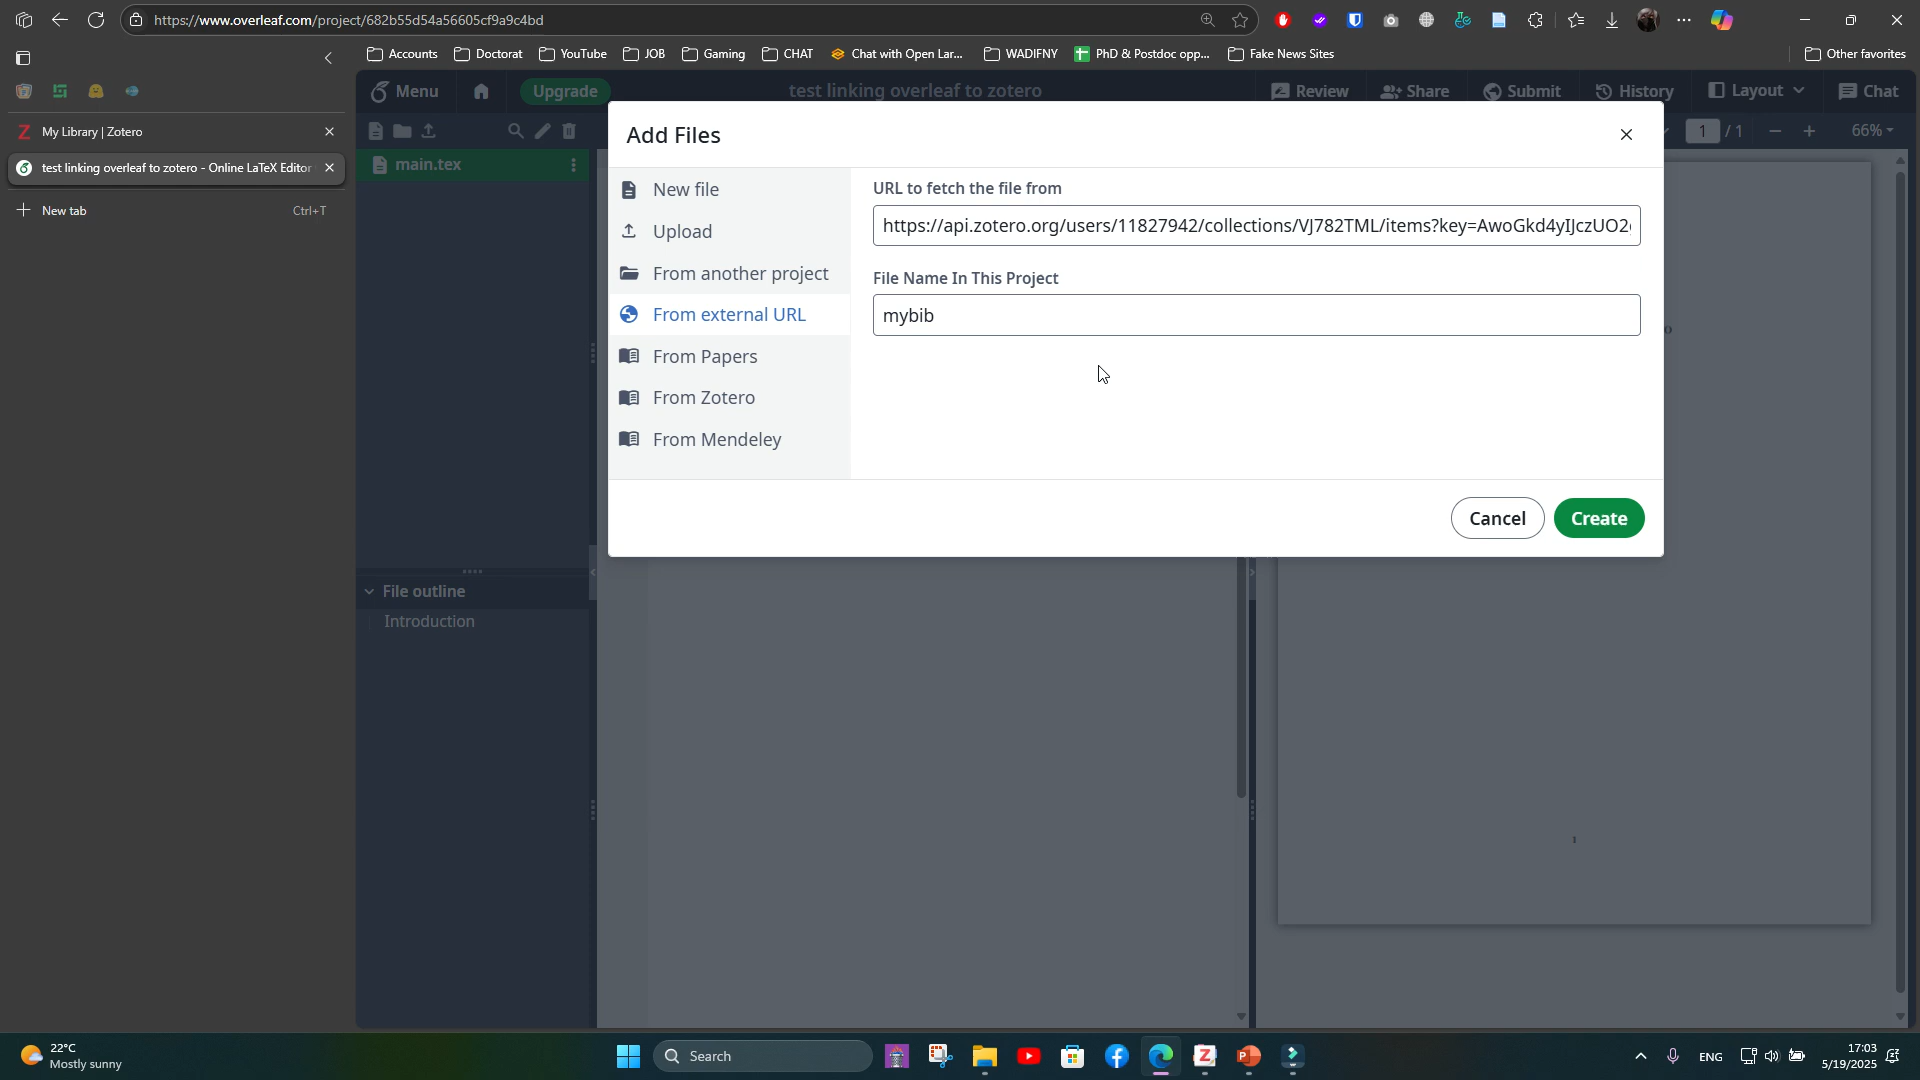 https://www.overleaf.com/project/682b55d54a56605cf9a9c4bd
Accounts Doctorat YouTube JOB Gaming CHAT Chat with Open Lar... WADIFNY PhD & Postdoc opp... Fake News Sites Other favorites
My Library | Zotero
test linking overleaf to zotero - Online LaTeX Editor
New tab Ctrl+T
Menu Upgrade test linking overleaf to zotero Review Share Submit History Layout Chat
1 / 1 66%
main.tex
File outline
Introduction
Add Files
New file
Upload
From another project
From external URL
From Papers
From Zotero
From Mendeley
URL to fetch the file from
https://api.zotero.org/users/11827942/collections/VJ782TML/items?key=AwoGkd4yIJczUO2
File Name In This Project
mybib
Cancel Create
1
22°C
Mostly sunny
Search
ENG
17:03
5/19/2025